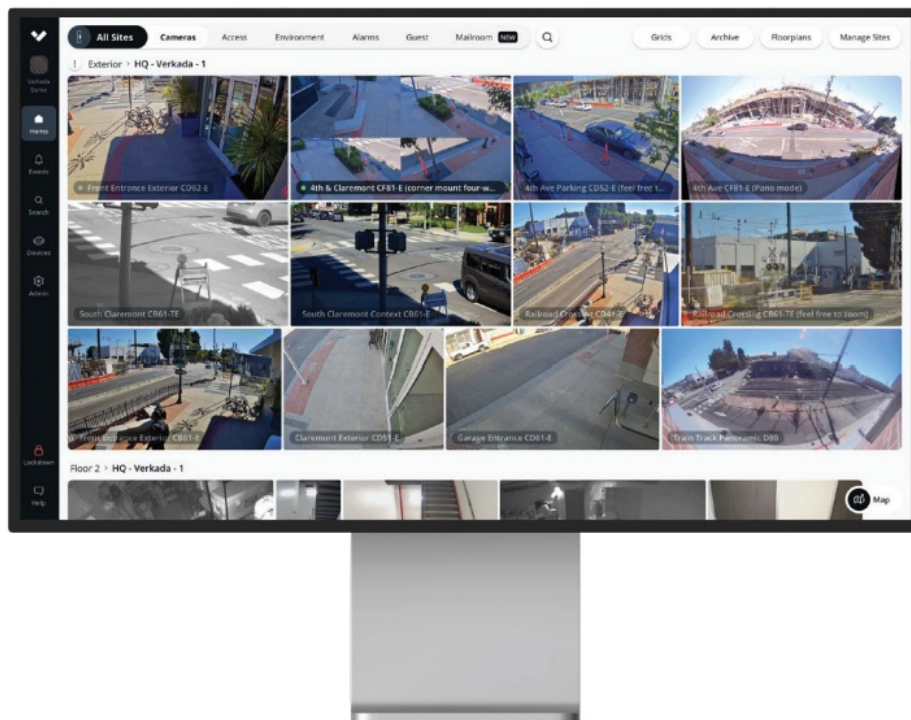 All Sites Cameras Access Environment Alarms Guest Mailroom NEW Grids Archive Floorplans Manage Sites
Verkada Demo
Exterior > HQ - Verkada - 1
Home
Events
Search
Devices
Admin
Lockdown
Help
Front Entrance Exterior CD62-E
4th & Claremont CF81-E (corner mount four-w...
4th Ave Parking CD52-E (feel free t...
4th Ave CF81-E (Pano mode)
South Claremont CB61-TE
South Claremont Context CB61-E
Railroad Crossing CD41-E
Railroad Crossing CB61-TE (feel free to zoom)
Front Entrance Exterior CB61-E
Claremont Exterior CD51-E
Garage Entrance CD61-E
Train Track Panoramic D80
Floor 2 > HQ - Verkada - 1
Map